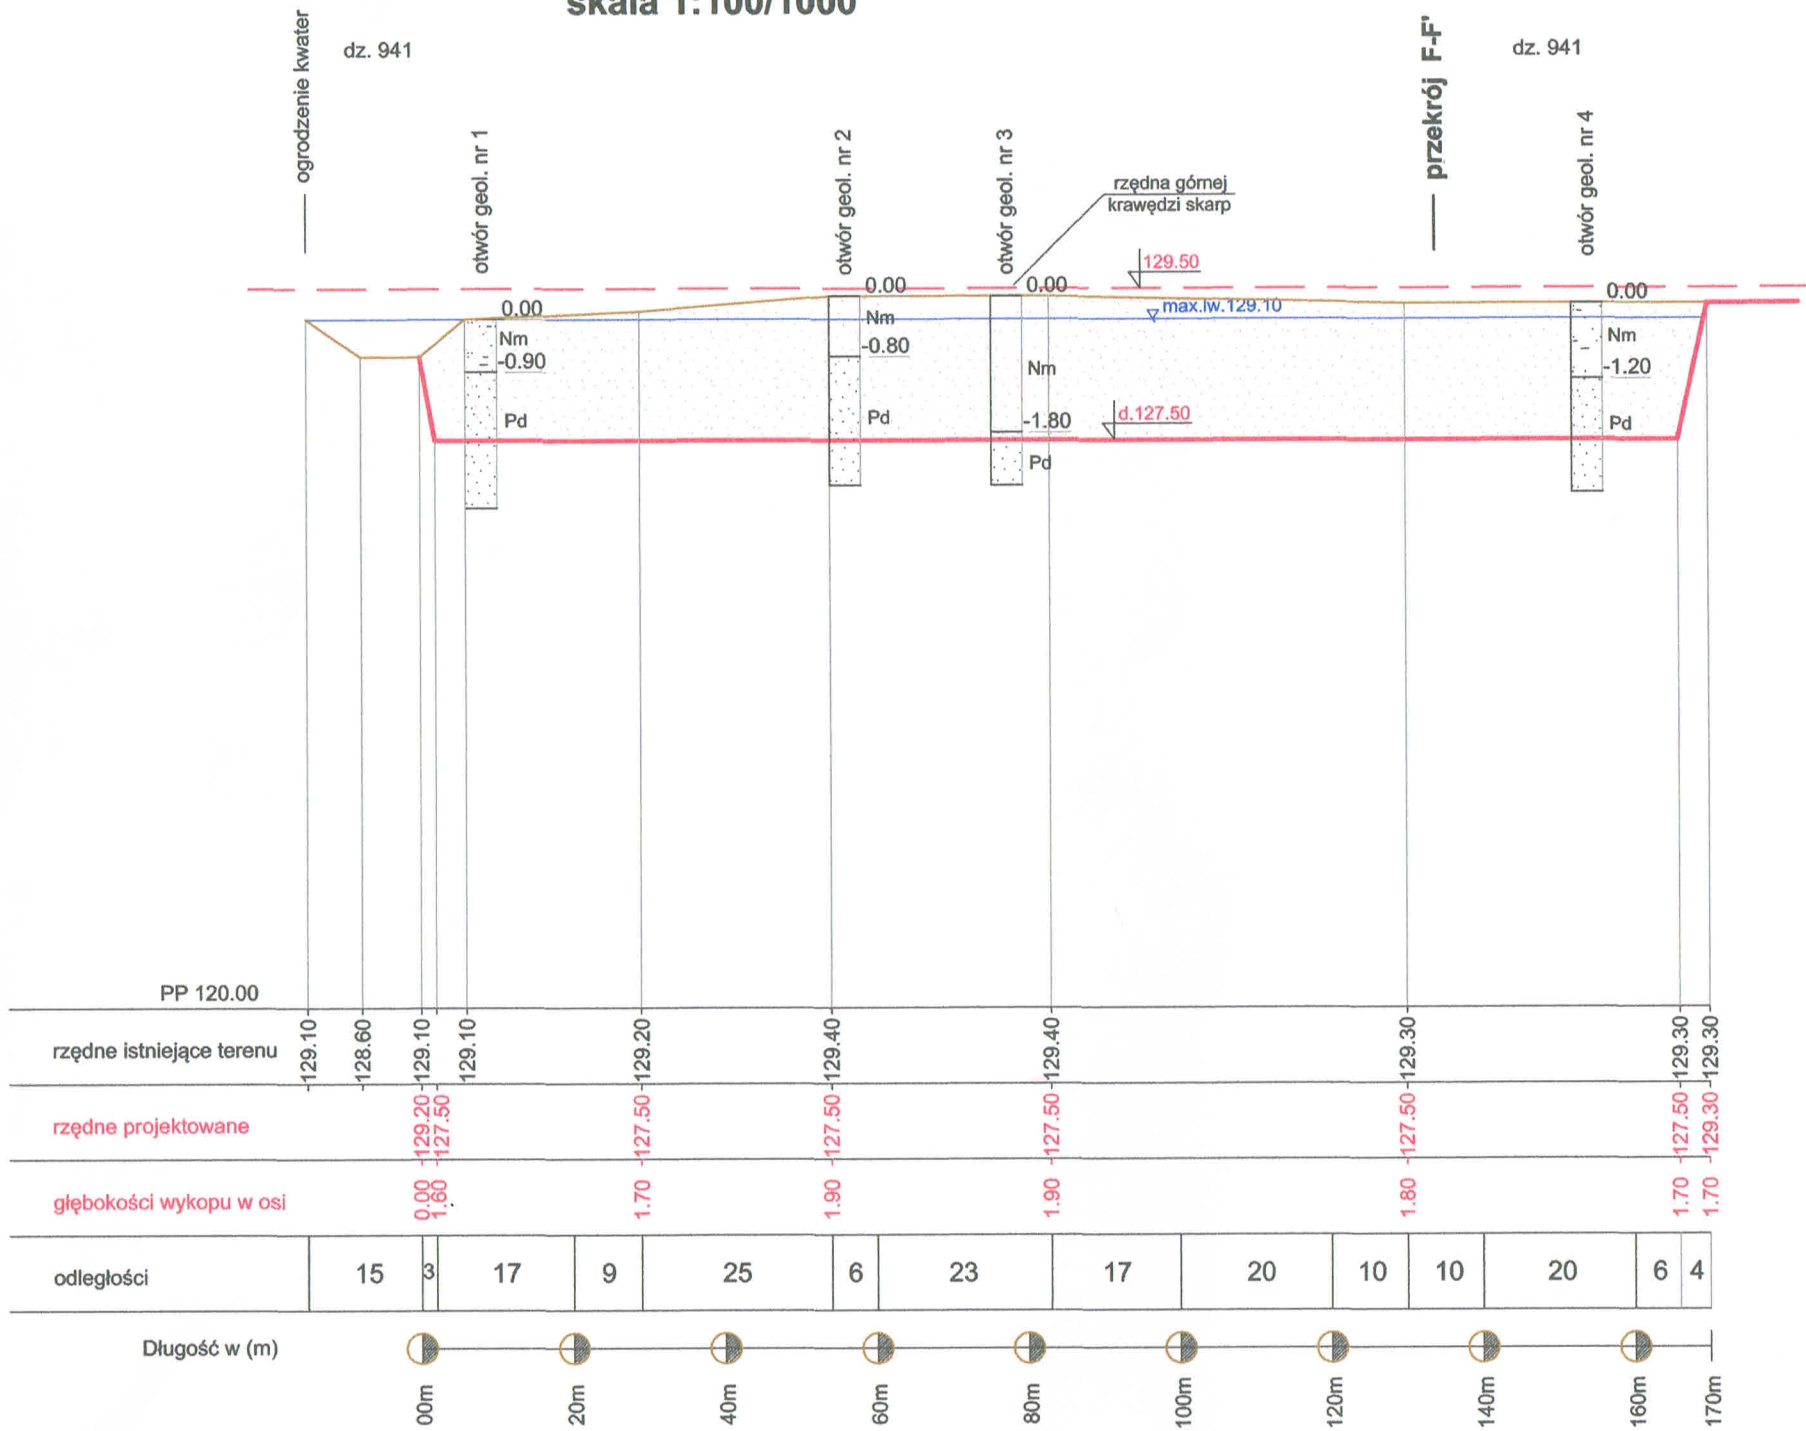 skala 1:100/1000
ogrodzenie kwater
dz. 941
otwór geol. nr 1
otwór geol. nr 2
otwór geol. nr 3
rzędna górnej
krawędzi skarp
przekrój F-F'
dz. 941
otwór geol. nr 4
129.50
0.00
0.00
0.00
0.00
max.lw.129.10
Nm
-0.90
Pd
Nm
-0.80
Pd
Nm
-1.80
Pd
d.127.50
Nm
-1.20
Pd
PP 120.00
rzędne istniejące terenu
129.10
128.60
129.10
129.10
129.20
129.40
129.40
129.30
129.30
129.30
rzędne projektowane
129.20
127.50
127.50
127.50
127.50
127.50
127.50
129.30
głębokości wykopu w osi
0.00
1.60
1.70
1.90
1.90
1.80
1.70
1.70
odległości
15
3
17
9
25
6
23
17
20
10
10
20
6
4
Długość w (m)
00m
20m
40m
60m
80m
100m
120m
140m
160m
170m